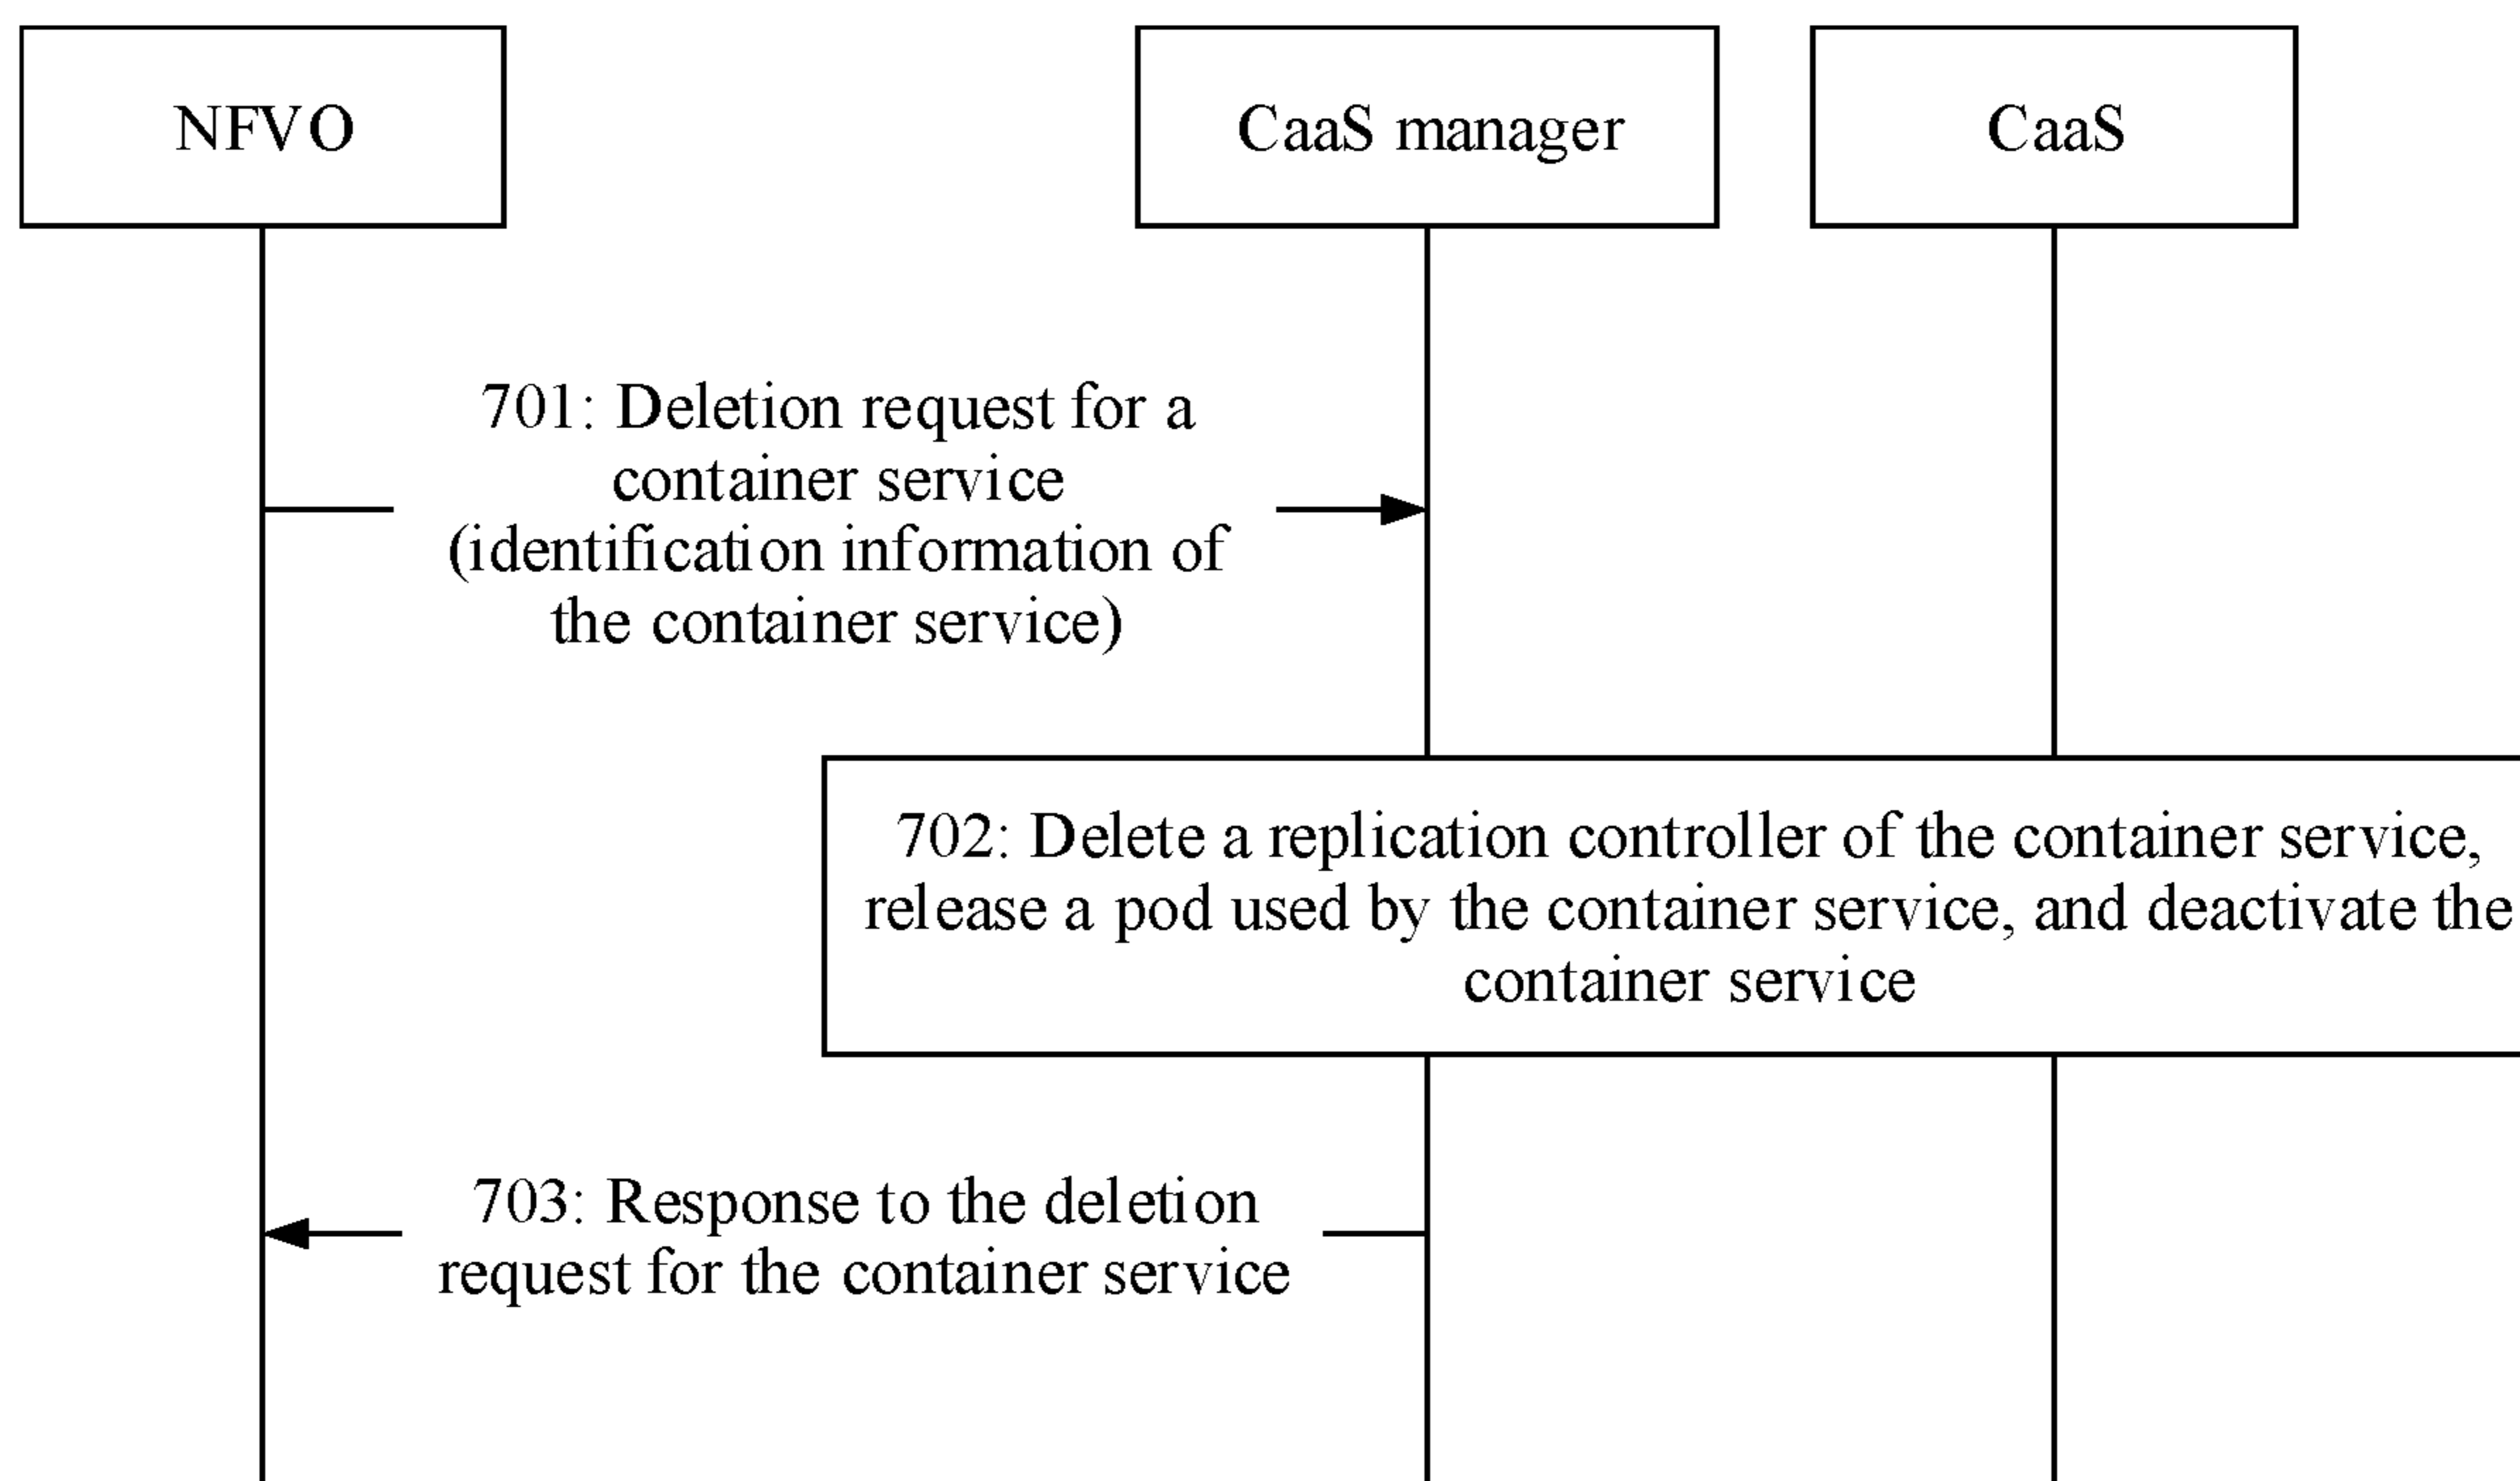 NFVO
CaaS manager
CaaS
701: Deletion request for a
container service
(identification information of
the container service)
702: Delete a replication controller of the container service,
release a pod used by the container service, and deactivate the
container service
703: Response to the deletion
request for the container service